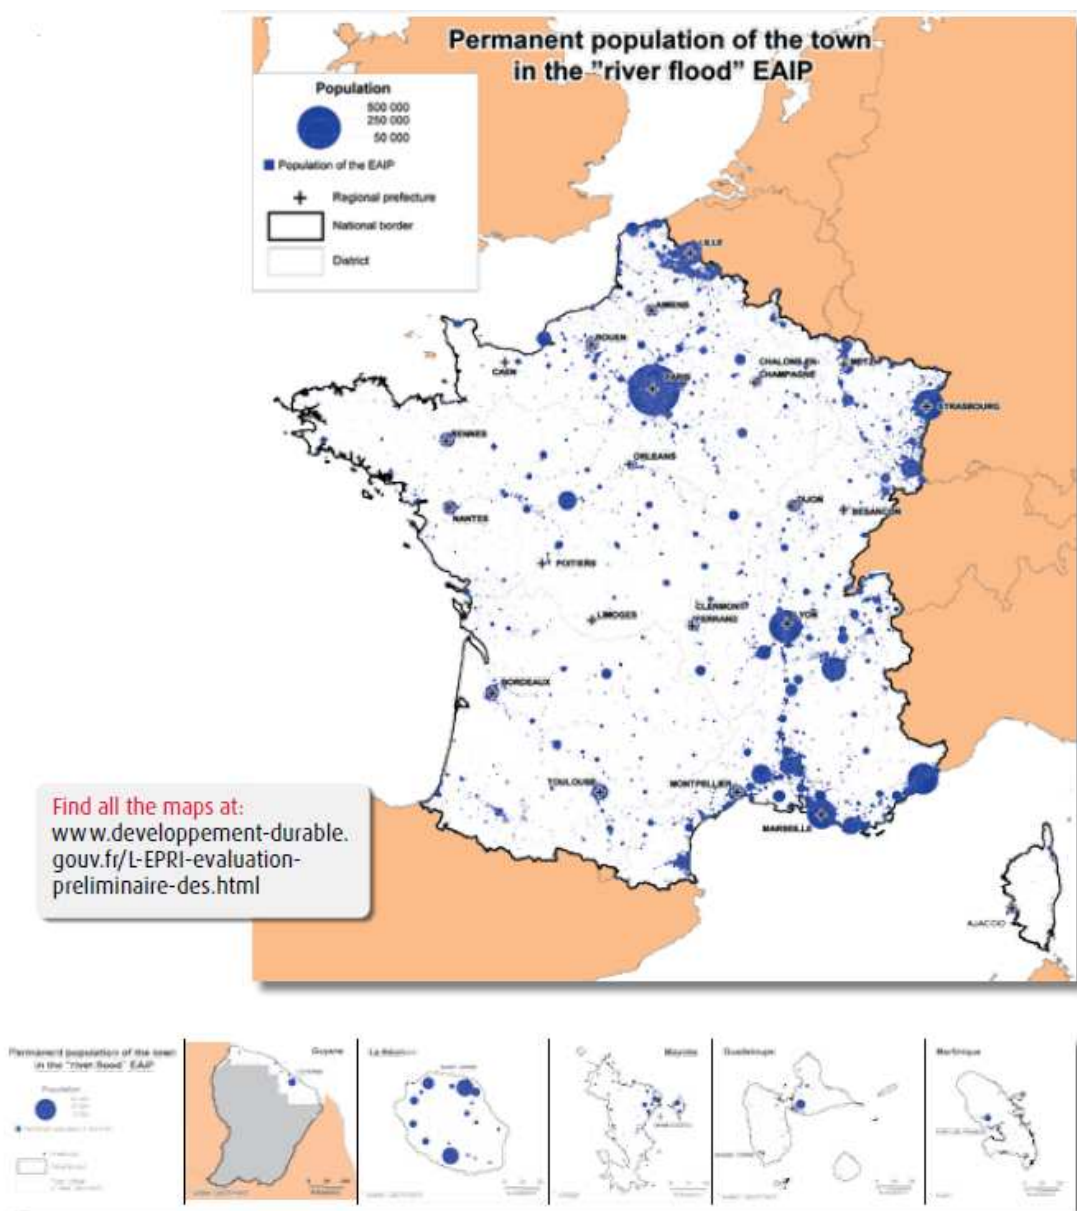 Permanent population of the town
in the "river flood" EAIP
Population
500 000
250 000
50 000
Population of the EAIP
Regional prefecture
National border
District
LILLE
AMIENS
ROUEN
CAEN
PARIS
CHALONS-EN-
CHAMPAGNE
METZ
STRASBOURG
RENNES
ORLEANS
NANTES
DIJON
BESANCON
POITIERS
LIMOGES
CLERMONT
FERRAND
LYON
BORDEAUX
TOULOUSE
MONTPELLIER
MARSEILLE
AJACCIO
Find all the maps at:
www.developpement-durable.
gouv.fr/L-EPRI-evaluation-
preliminaire-des.html
Permanent population of the town
in the "river flood" EAIP
Population
Guyane
La Réunion
Mayotte
Guadeloupe
Martinique